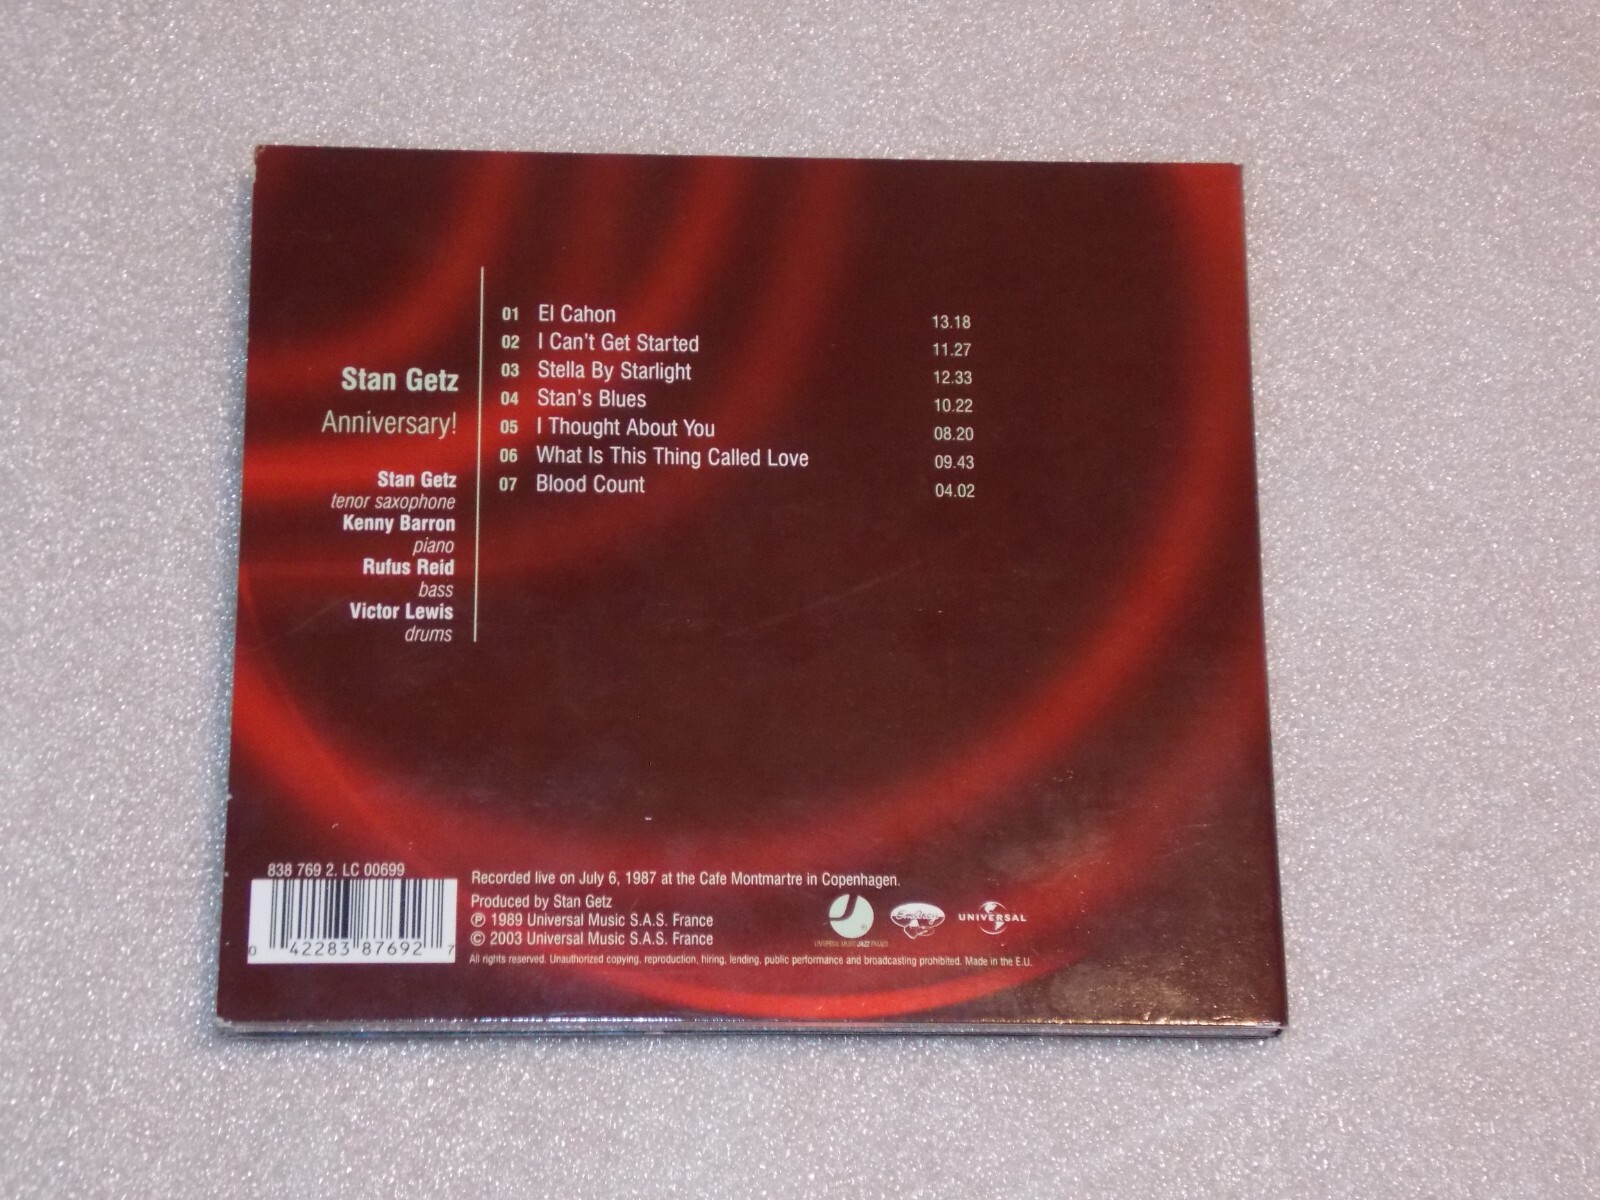 Stan Getz
Anniversary!
Stan Getz
tenor saxophone
Kenny Barron
piano
Rufus Reid
bass
Victor Lewis
drums
01 El Cahon 13.18
02 I Can't Get Started 11.27
03 Stella By Starlight 12.33
04 Stan's Blues 10.22
05 I Thought About You 08.20
06 What Is This Thing Called Love 09.43
07 Blood Count 04.02
838 769 2. LC 00699
0 42283 87692 7
Recorded live on July 6, 1987 at the Cafe Montmartre in Copenhagen.
Produced by Stan Getz
℗ 1989 Universal Music S.A.S. France
© 2003 Universal Music S.A.S. France
All rights reserved. Unauthorized copying, reproduction, hiring, lending, public performance and broadcasting prohibited. Made in the E.U.
UNIVERSAL MUSIC JAZZ FRANCE
EmArcy
UNIVERSAL